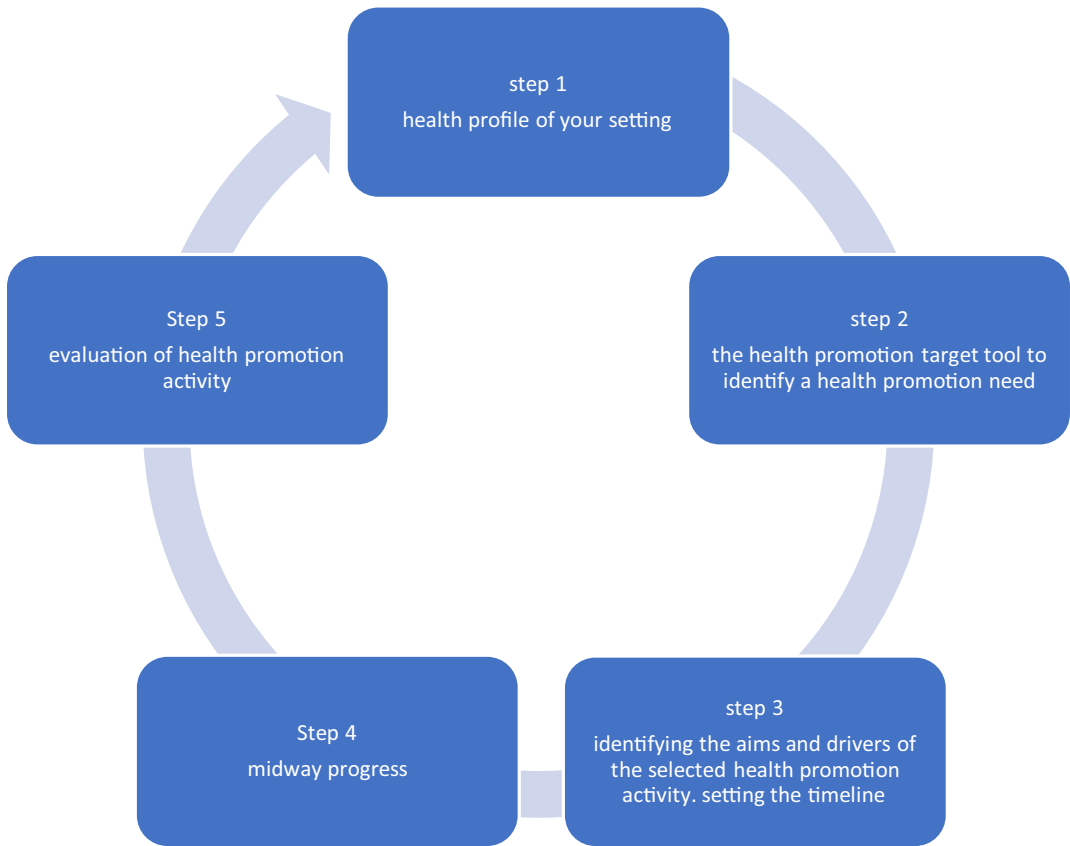 step 1
health profile of your setting
step 2
the health promotion target tool to
identify a health promotion need
step 3
identifying the aims and drivers of
the selected health promotion
activity. setting the timeline
Step 4
midway progress
Step 5
evaluation of health promotion
activity